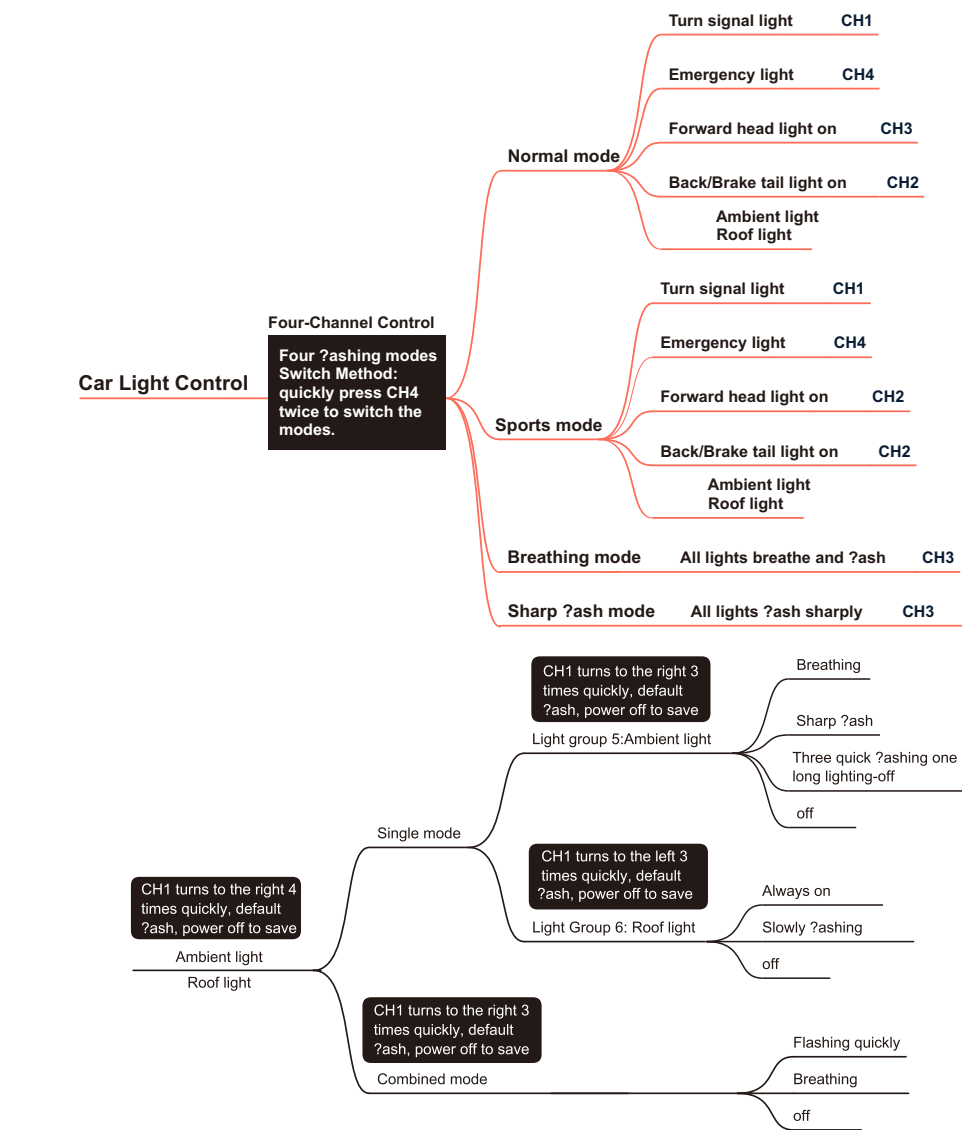 Turn signal light CH1
Emergency light CH4
Forward head light on CH3
Normal mode
Back/Brake tail light on CH2
Ambient light
Roof light
Turn signal light CH1
Four-Channel Control
Emergency light CH4
Four ?ashing modes
Switch Method:
quickly press CH4
twice to switch the
modes.
Car Light Control
Forward head light on CH2
Sports mode
Back/Brake tail light on CH2
Ambient light
Roof light
Breathing mode All lights breathe and ?ash CH3
Sharp ?ash mode All lights ?ash sharply CH3
CH1 turns to the right 3
times quickly, default
?ash, power off to save
Light group 5:Ambient light
Breathing
Sharp ?ash
Three quick ?ashing one
long lighting-off
off
Single mode
CH1 turns to the left 3
times quickly, default
?ash, power off to save
Light Group 6: Roof light
Always on
Slowly ?ashing
off
CH1 turns to the right 4
times quickly, default
?ash, power off to save
Ambient light
Roof light
CH1 turns to the right 3
times quickly, default
?ash, power off to save
Combined mode
Flashing quickly
Breathing
off